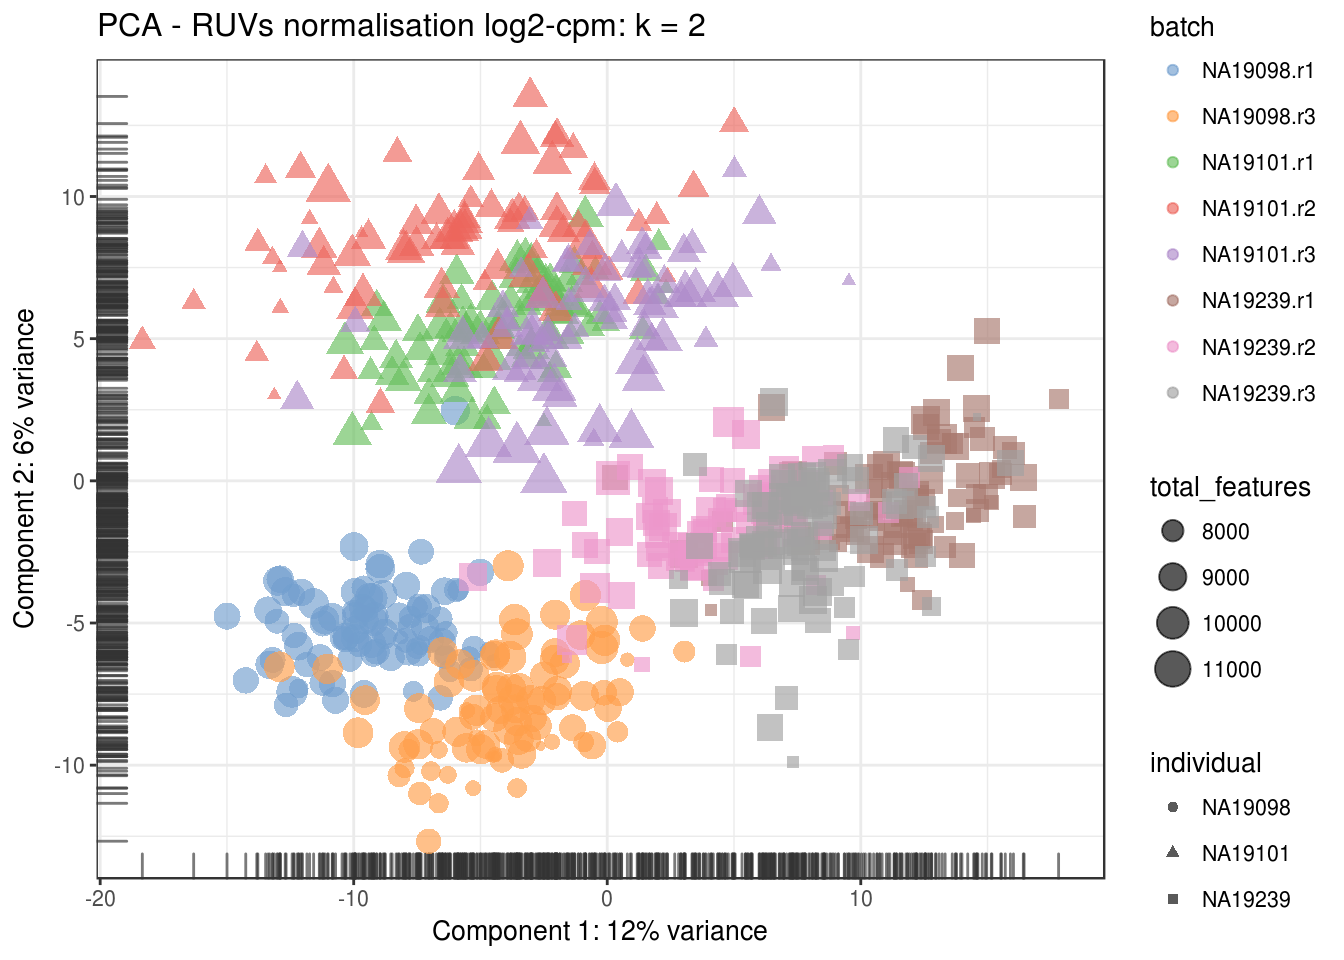 PCA - RUVs normalisation log2-cpm: k = 2
10
5
0
-5
-10
Component 2: 6% variance
-20
-10
0
10
Component 1: 12% variance
batch
NA19098.r1
NA19098.r3
NA19101.r1
NA19101.r2
NA19101.r3
NA19239.r1
NA19239.r2
NA19239.r3
total_features
8000
9000
10000
11000
individual
NA19098
NA19101
NA19239